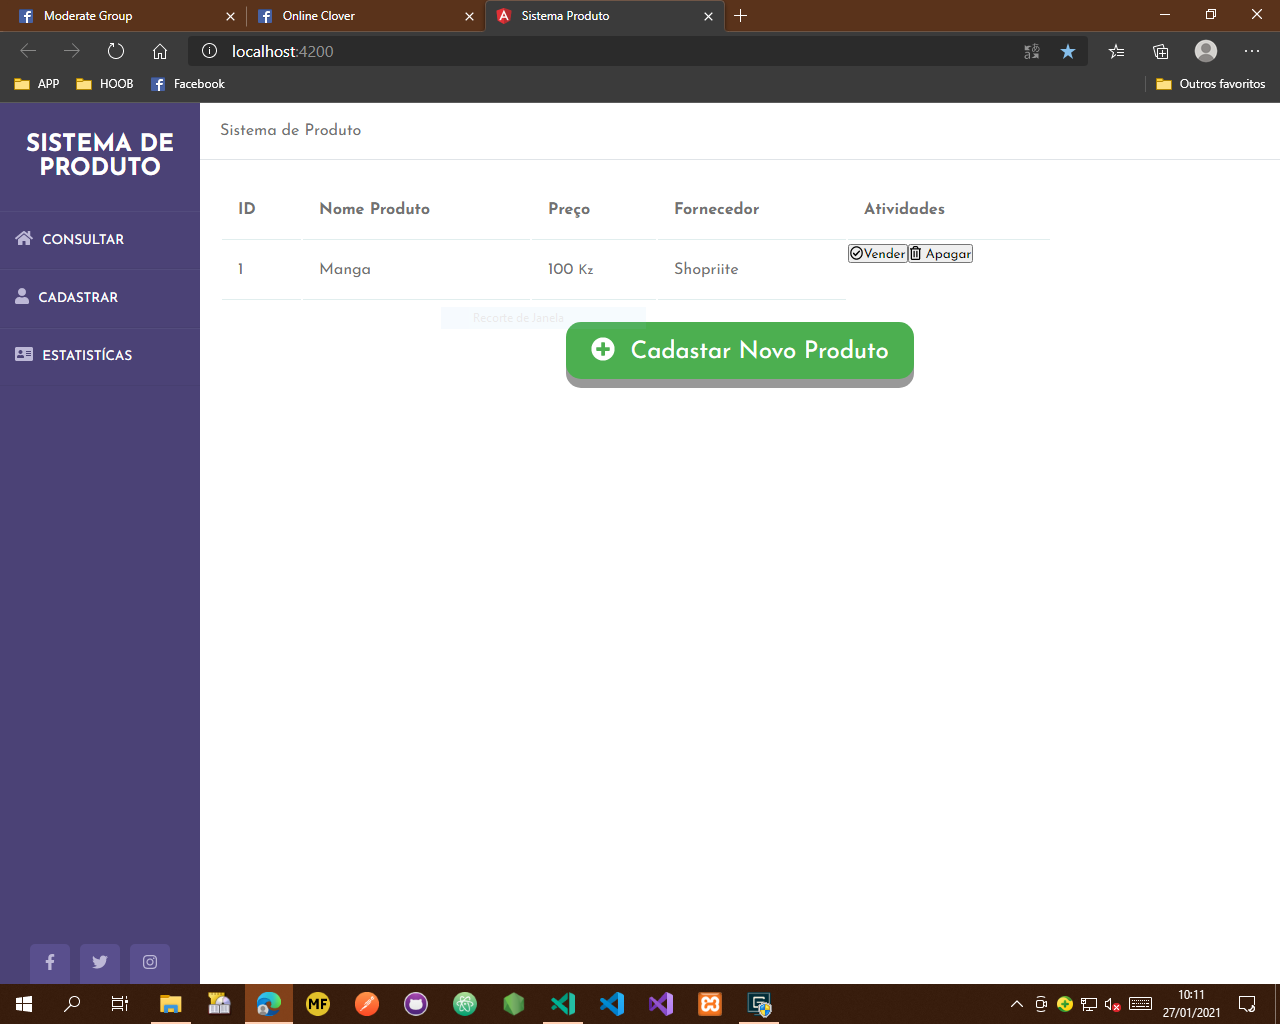 Moderate Group
Online Clover
Sistema Produto
localhost:4200
APP
HOOB
Facebook
Outros favoritos
SISTEMA DE
PRODUTO
Sistema de Produto
CONSULTAR
CADASTRAR
ESTATISTÍCAS
ID Nome Produto Preço Fornecedor Atividades
1 Manga 100 Kz Shopriite Vender Apagar
Recorte de Janela
Cadastar Novo Produto
MF
10:11
27/01/2021